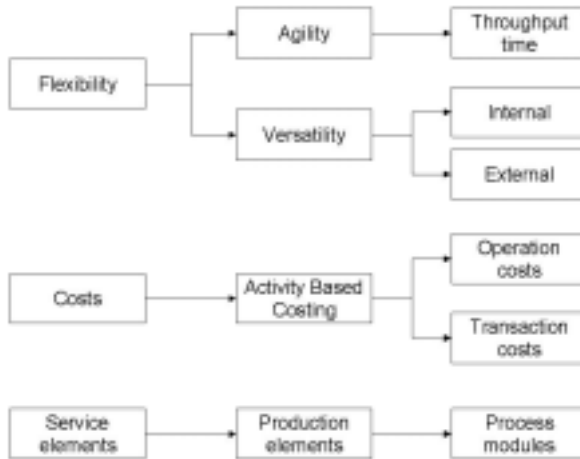 Agility
Throughput
time
Flexibility
Versatility
Internal
External
Costs
Activity Based
Costing
Operation
costs
Transaction
costs
Service
elements
Production
elements
Process
modules